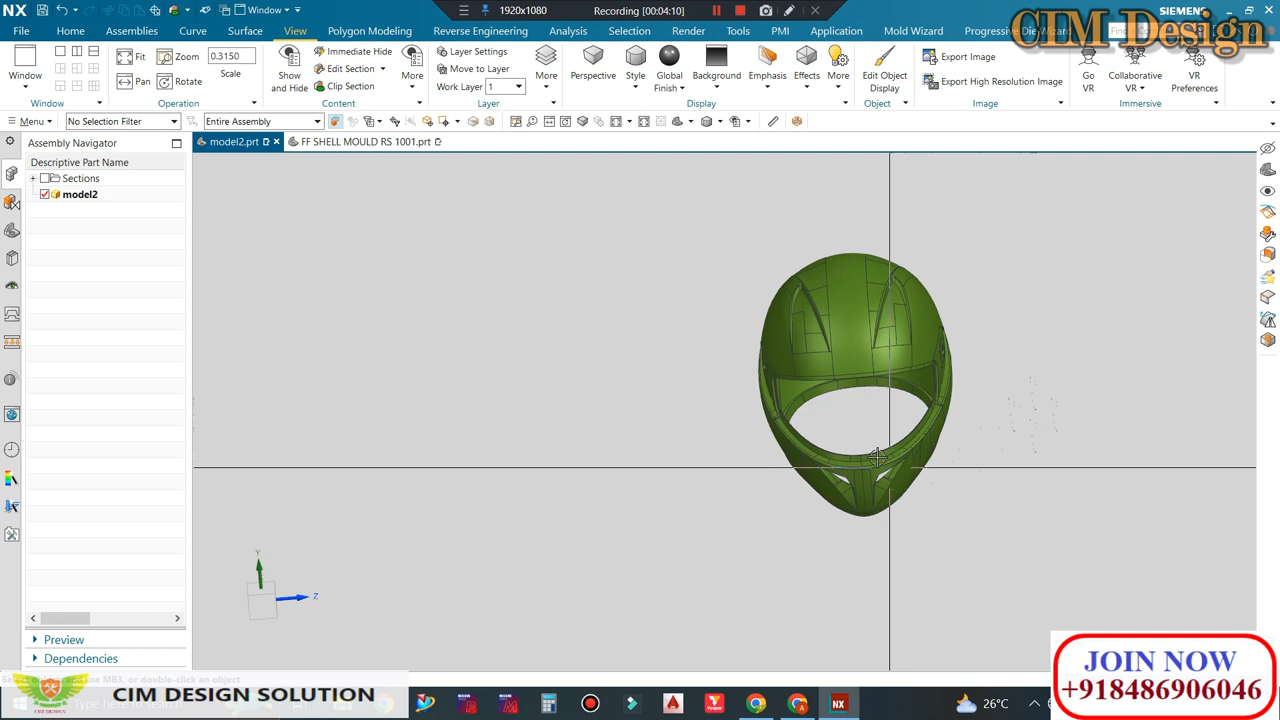 NX
Window
1920x1080
Recording [00:04:10]
SIEMENS
CIM Design
File
Home
Assemblies
Curve
Surface
View
Polygon Modeling
Reverse Engineering
Analysis
Selection
Render
Tools
PMI
Application
Mold Wizard
Progressive Die Wizard
Window
Fit
Zoom
0.3150
Pan
Rotate
Scale
Show and Hide
Immediate Hide
Edit Section
Clip Section
More
Layer Settings
Move to Layer
Work Layer 1
More
Perspective
Style
Global Finish
Background
Emphasis
Effects
More
Edit Object Display
Export Image
Export High Resolution Image
Go VR
Collaborative VR
VR Preferences
Window
Operation
Content
Layer
Display
Object
Image
Immersive
Menu
No Selection Filter
Entire Assembly
Assembly Navigator
model2.prt
FF SHELL MOULD RS 1001.prt
Descriptive Part Name
Sections
model2
Y
Z
Preview
Dependencies
CIM DESIGN SOLUTION
26°C
JOIN NOW
+918486906046